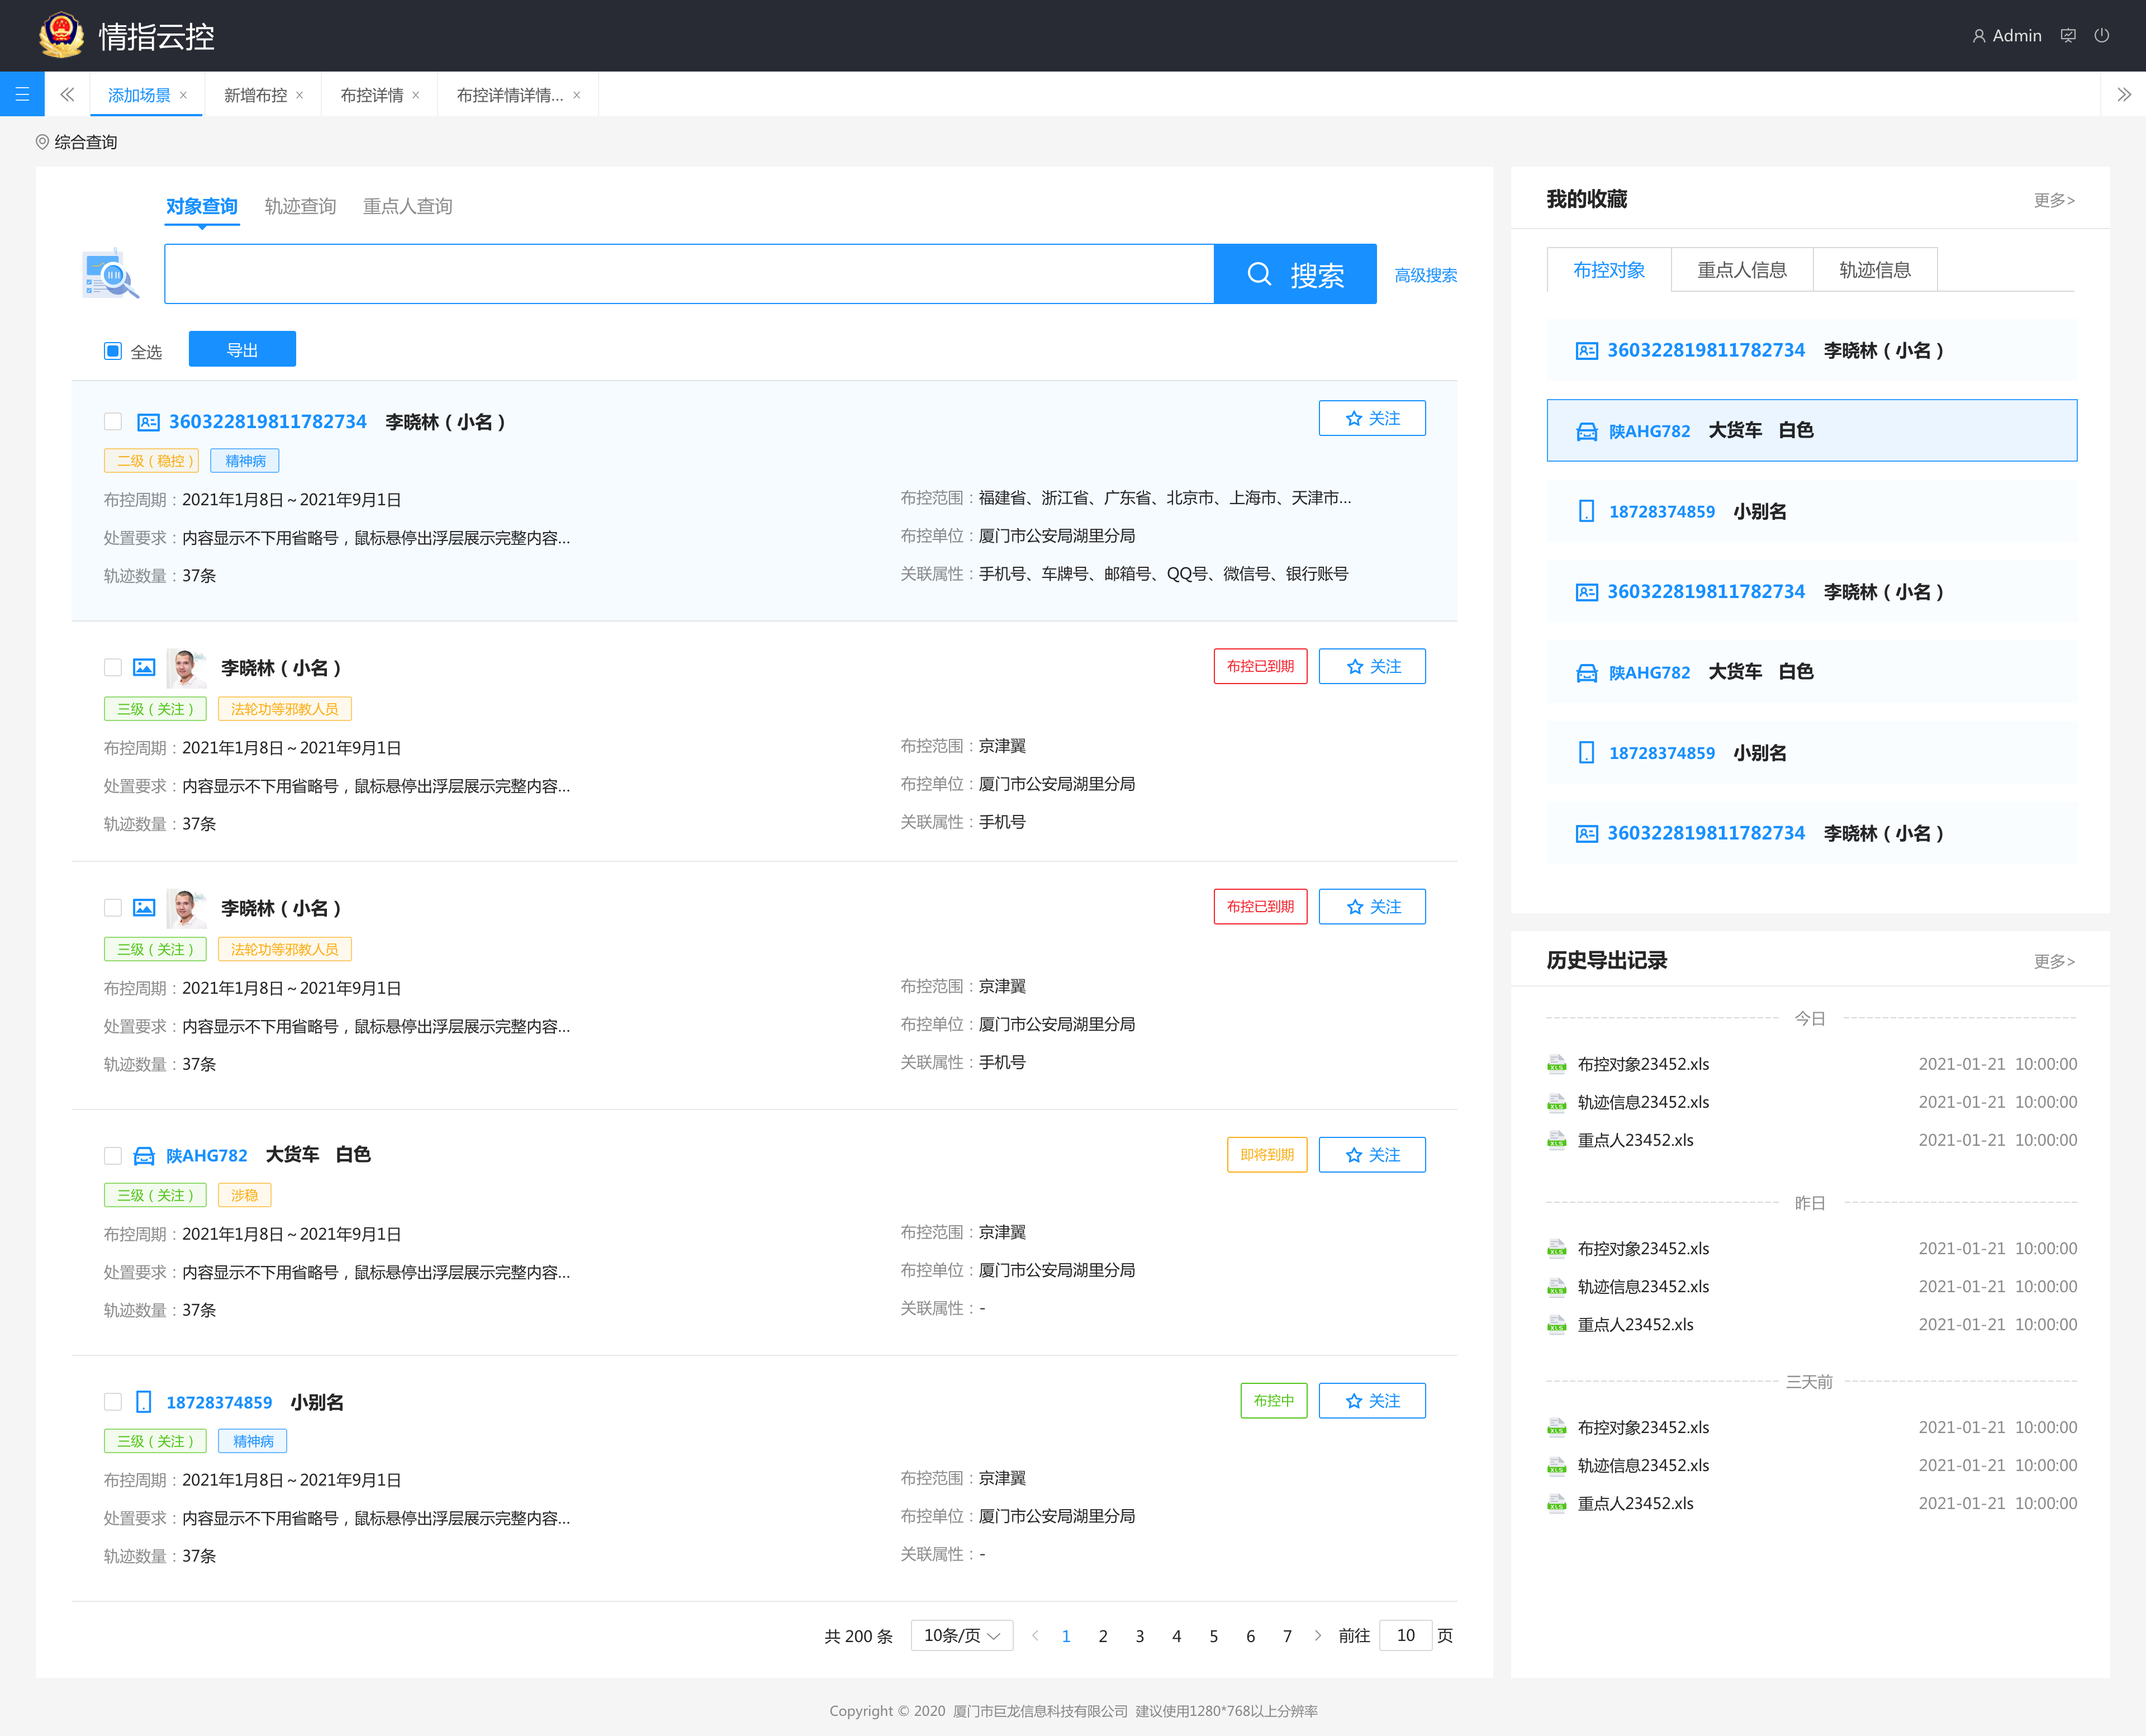 情指云控
Admin
添加场景 ×
新增布控 ×
布控详情 ×
布控详情详情... ×
综合查询
对象查询 轨迹查询 重点人查询
搜索 高级搜索
全选 导出
360322819811782734 李晓林（小名） 关注
二级（稳控） 精神病
布控周期：2021年1月8日～2021年9月1日 布控范围：福建省、浙江省、广东省、北京市、上海市、天津市...
处置要求：内容显示不下用省略号，鼠标悬停出浮层展示完整内容... 布控单位：厦门市公安局湖里分局
轨迹数量：37条 关联属性：手机号、车牌号、邮箱号、QQ号、微信号、银行账号
李晓林（小名） 布控已到期 关注
三级（关注） 法轮功等邪教人员
布控周期：2021年1月8日～2021年9月1日 布控范围：京津翼
处置要求：内容显示不下用省略号，鼠标悬停出浮层展示完整内容... 布控单位：厦门市公安局湖里分局
轨迹数量：37条 关联属性：手机号
李晓林（小名） 布控已到期 关注
三级（关注） 法轮功等邪教人员
布控周期：2021年1月8日～2021年9月1日 布控范围：京津翼
处置要求：内容显示不下用省略号，鼠标悬停出浮层展示完整内容... 布控单位：厦门市公安局湖里分局
轨迹数量：37条 关联属性：手机号
陕AHG782 大货车 白色 即将到期 关注
三级（关注） 涉稳
布控周期：2021年1月8日～2021年9月1日 布控范围：京津翼
处置要求：内容显示不下用省略号，鼠标悬停出浮层展示完整内容... 布控单位：厦门市公安局湖里分局
轨迹数量：37条 关联属性：-
18728374859 小别名 布控中 关注
三级（关注） 精神病
布控周期：2021年1月8日～2021年9月1日 布控范围：京津翼
处置要求：内容显示不下用省略号，鼠标悬停出浮层展示完整内容... 布控单位：厦门市公安局湖里分局
轨迹数量：37条 关联属性：-
共 200 条 10条/页 1 2 3 4 5 6 7 前往 10 页
我的收藏 更多>
布控对象 重点人信息 轨迹信息
360322819811782734 李晓林（小名）
陕AHG782 大货车 白色
18728374859 小别名
360322819811782734 李晓林（小名）
陕AHG782 大货车 白色
18728374859 小别名
360322819811782734 李晓林（小名）
历史导出记录 更多>
今日
XLS 布控对象23452.xls 2021-01-21 10:00:00
XLS 轨迹信息23452.xls 2021-01-21 10:00:00
XLS 重点人23452.xls 2021-01-21 10:00:00
昨日
XLS 布控对象23452.xls 2021-01-21 10:00:00
XLS 轨迹信息23452.xls 2021-01-21 10:00:00
XLS 重点人23452.xls 2021-01-21 10:00:00
三天前
XLS 布控对象23452.xls 2021-01-21 10:00:00
XLS 轨迹信息23452.xls 2021-01-21 10:00:00
XLS 重点人23452.xls 2021-01-21 10:00:00
Copyright © 2020 厦门市巨龙信息科技有限公司 建议使用1280*768以上分辨率